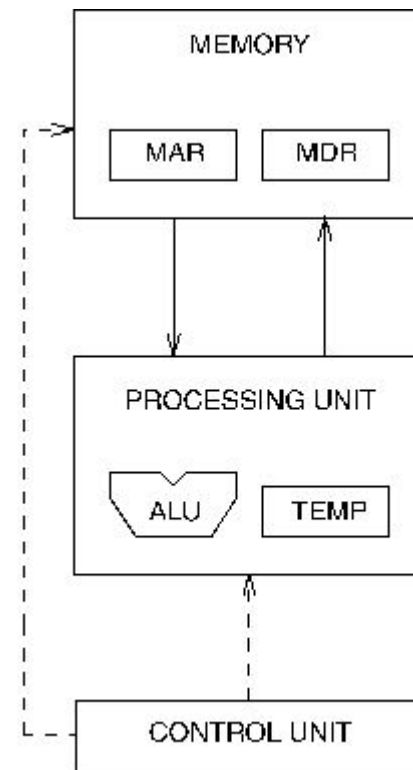 MEMORY
MAR MDR
PROCESSING UNIT
ALU TEMP
CONTROL UNIT